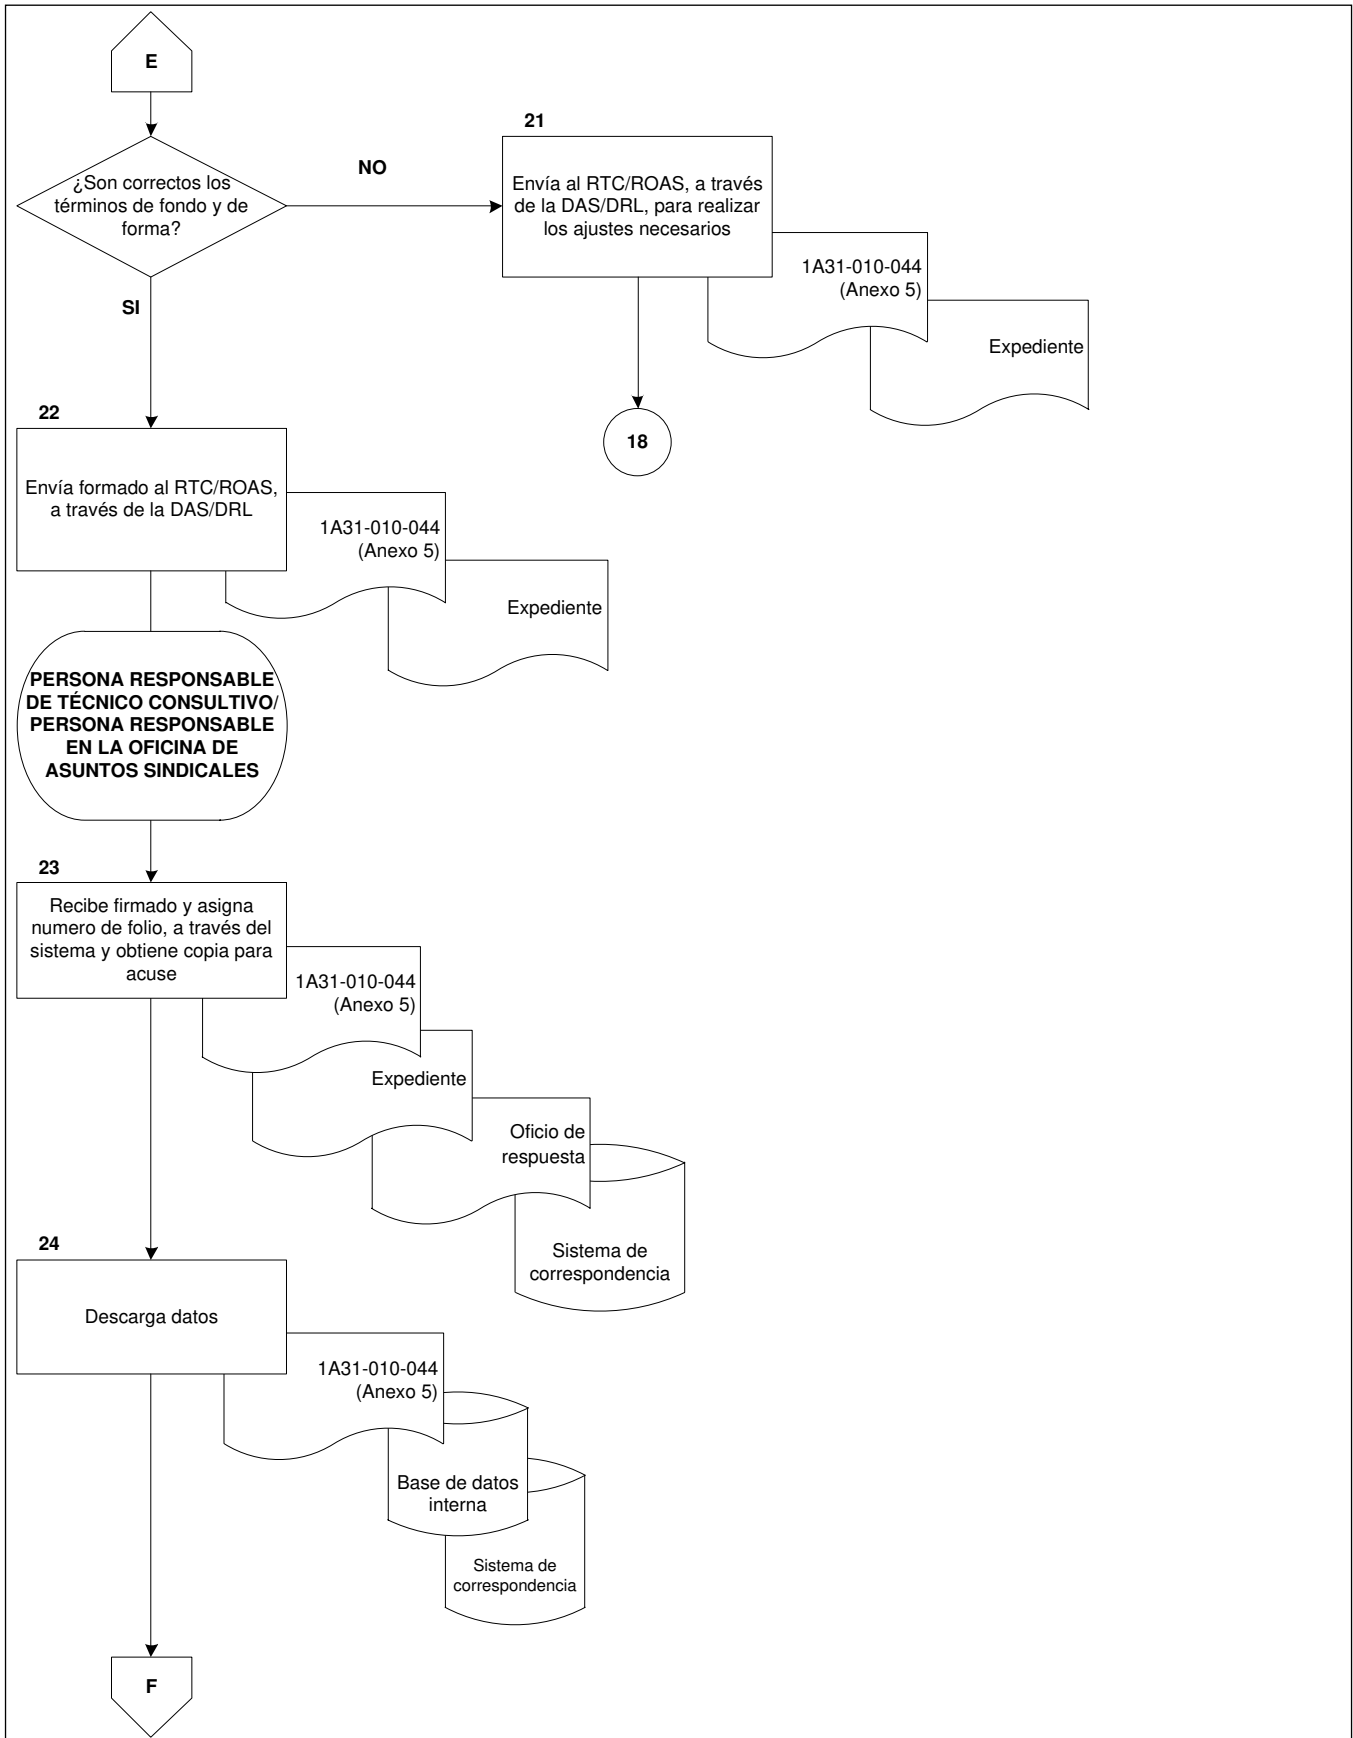 E
¿Son correctos los
términos de fondo y de
forma?
NO
21
Envía al RTC/ROAS, a través
de la DAS/DRL, para realizar
los ajustes necesarios
1A31-010-044
(Anexo 5)
Expediente
18
SI
22
Envía formado al RTC/ROAS,
a través de la DAS/DRL
1A31-010-044
(Anexo 5)
Expediente
PERSONA RESPONSABLE
DE TÉCNICO CONSULTIVO/
PERSONA RESPONSABLE
EN LA OFICINA DE
ASUNTOS SINDICALES
23
Recibe firmado y asigna
numero de folio, a través del
sistema y obtiene copia para
acuse
1A31-010-044
(Anexo 5)
Expediente
Oficio de
respuesta
Sistema de
correspondencia
24
Descarga datos
1A31-010-044
(Anexo 5)
Base de datos
interna
Sistema de
correspondencia
F